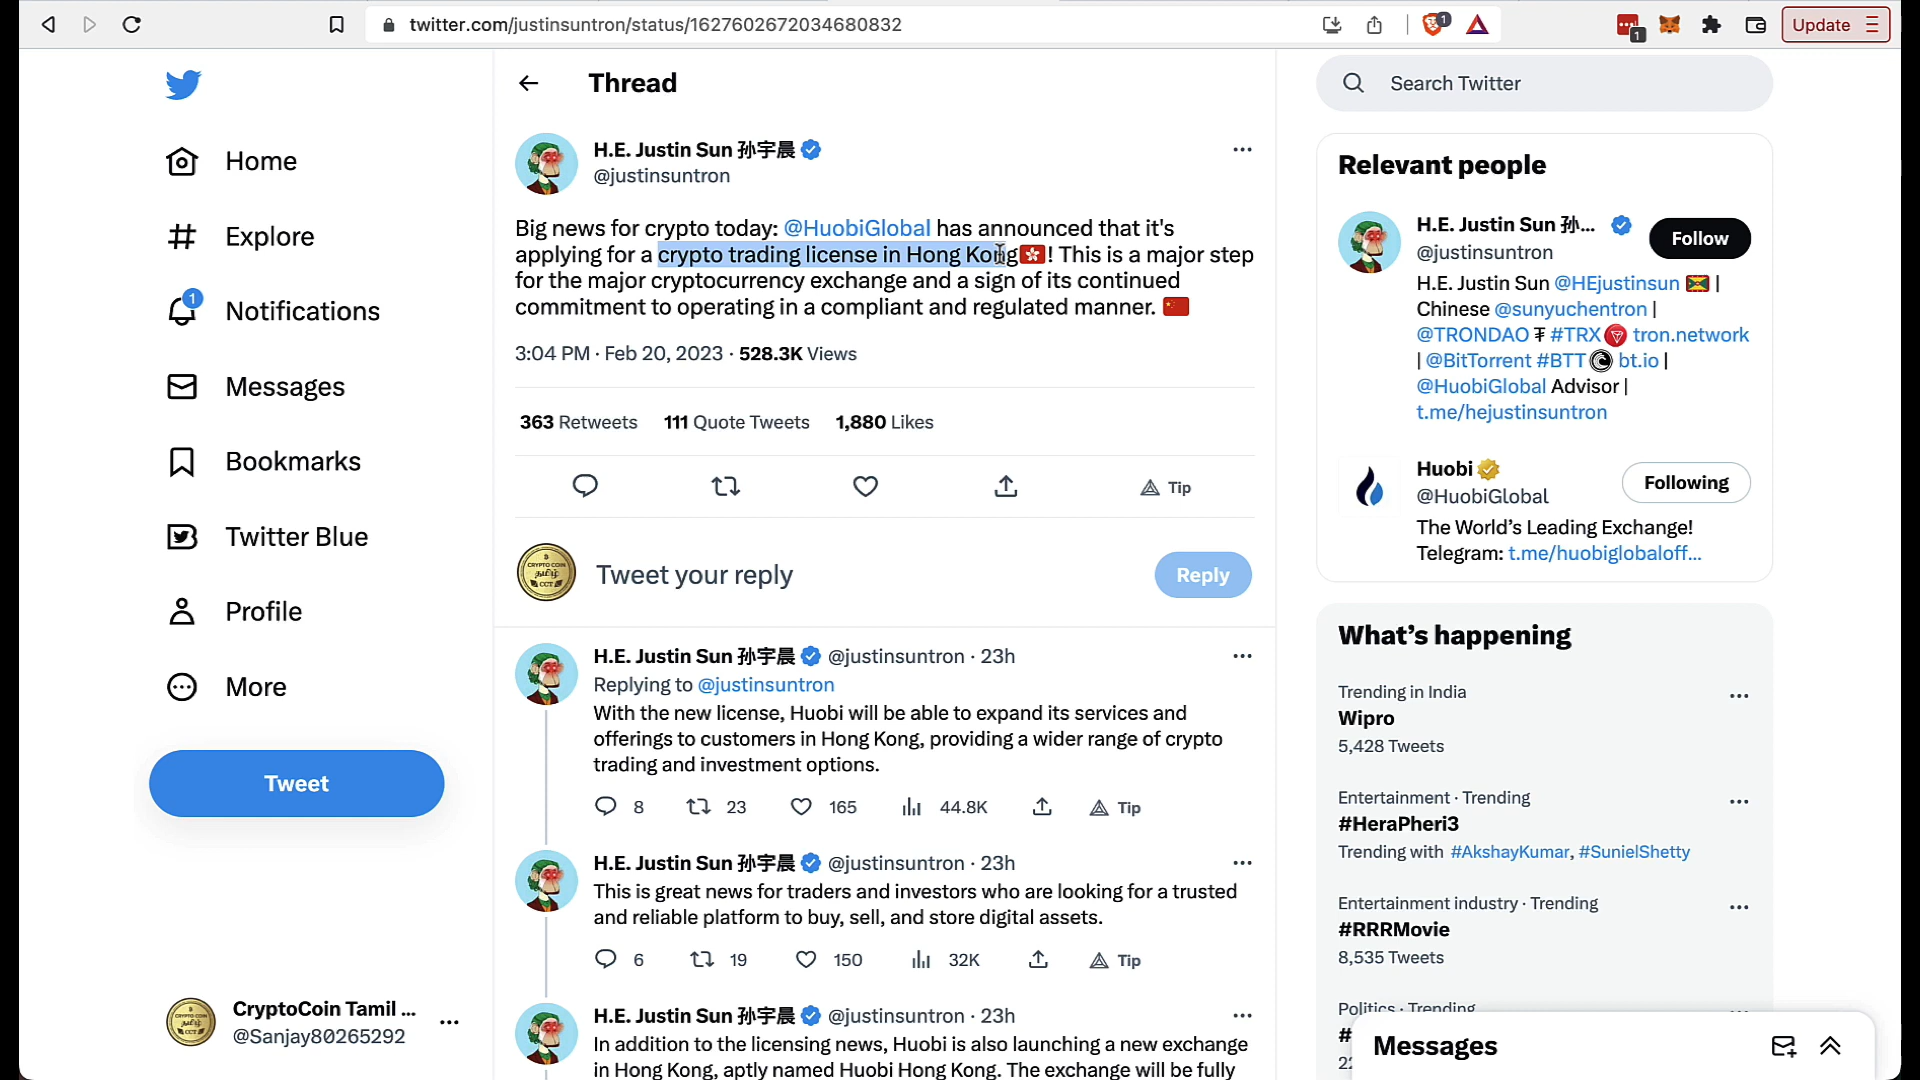 twitter.com/justinsuntron/status/1627602672034680832
1
1
Update
Home
Explore
1
Notifications
Messages
Bookmarks
Twitter Blue
Profile
More
Tweet
CryptoCoin Tamil ...
@Sanjay80265292
Thread
H.E. Justin Sun 孙宇晨
@justinsuntron
Big news for crypto today: @HuobiGlobal has announced that it's
applying for a crypto trading license in Hong Kong🇭🇰! This is a major step
for the major cryptocurrency exchange and a sign of its continued
commitment to operating in a compliant and regulated manner. 🇨🇳
3:04 PM · Feb 20, 2023 · 528.3K Views
363 Retweets 111 Quote Tweets 1,880 Likes
Tip
CRYPTO COIN
தமிழ்
CCT
Tweet your reply
Reply
H.E. Justin Sun 孙宇晨 @justinsuntron · 23h
Replying to @justinsuntron
With the new license, Huobi will be able to expand its services and
offerings to customers in Hong Kong, providing a wider range of crypto
trading and investment options.
8 23 165 44.8K Tip
H.E. Justin Sun 孙宇晨 @justinsuntron · 23h
This is great news for traders and investors who are looking for a trusted
and reliable platform to buy, sell, and store digital assets.
6 19 150 32K Tip
H.E. Justin Sun 孙宇晨 @justinsuntron · 23h
In addition to the licensing news, Huobi is also launching a new exchange
in Hong Kong, aptly named Huobi Hong Kong. The exchange will be fully
Search Twitter
Relevant people
H.E. Justin Sun 孙...
Follow
@justinsuntron
H.E. Justin Sun @HEjustinsun 🇬🇩 |
Chinese @sunyuchentron |
@TRONDAO ₮ #TRX tron.network
| @BitTorrent #BTT bt.io |
@HuobiGlobal Advisor |
t.me/hejustinsuntron
Huobi
Following
@HuobiGlobal
The World's Leading Exchange!
Telegram: t.me/huobiglobaloff...
What's happening
Trending in India
Wipro
5,428 Tweets
Entertainment · Trending
#HeraPheri3
Trending with #AkshayKumar, #SunielShetty
Entertainment industry · Trending
#RRRMovie
8,535 Tweets
Politics · Trending
#
Messages